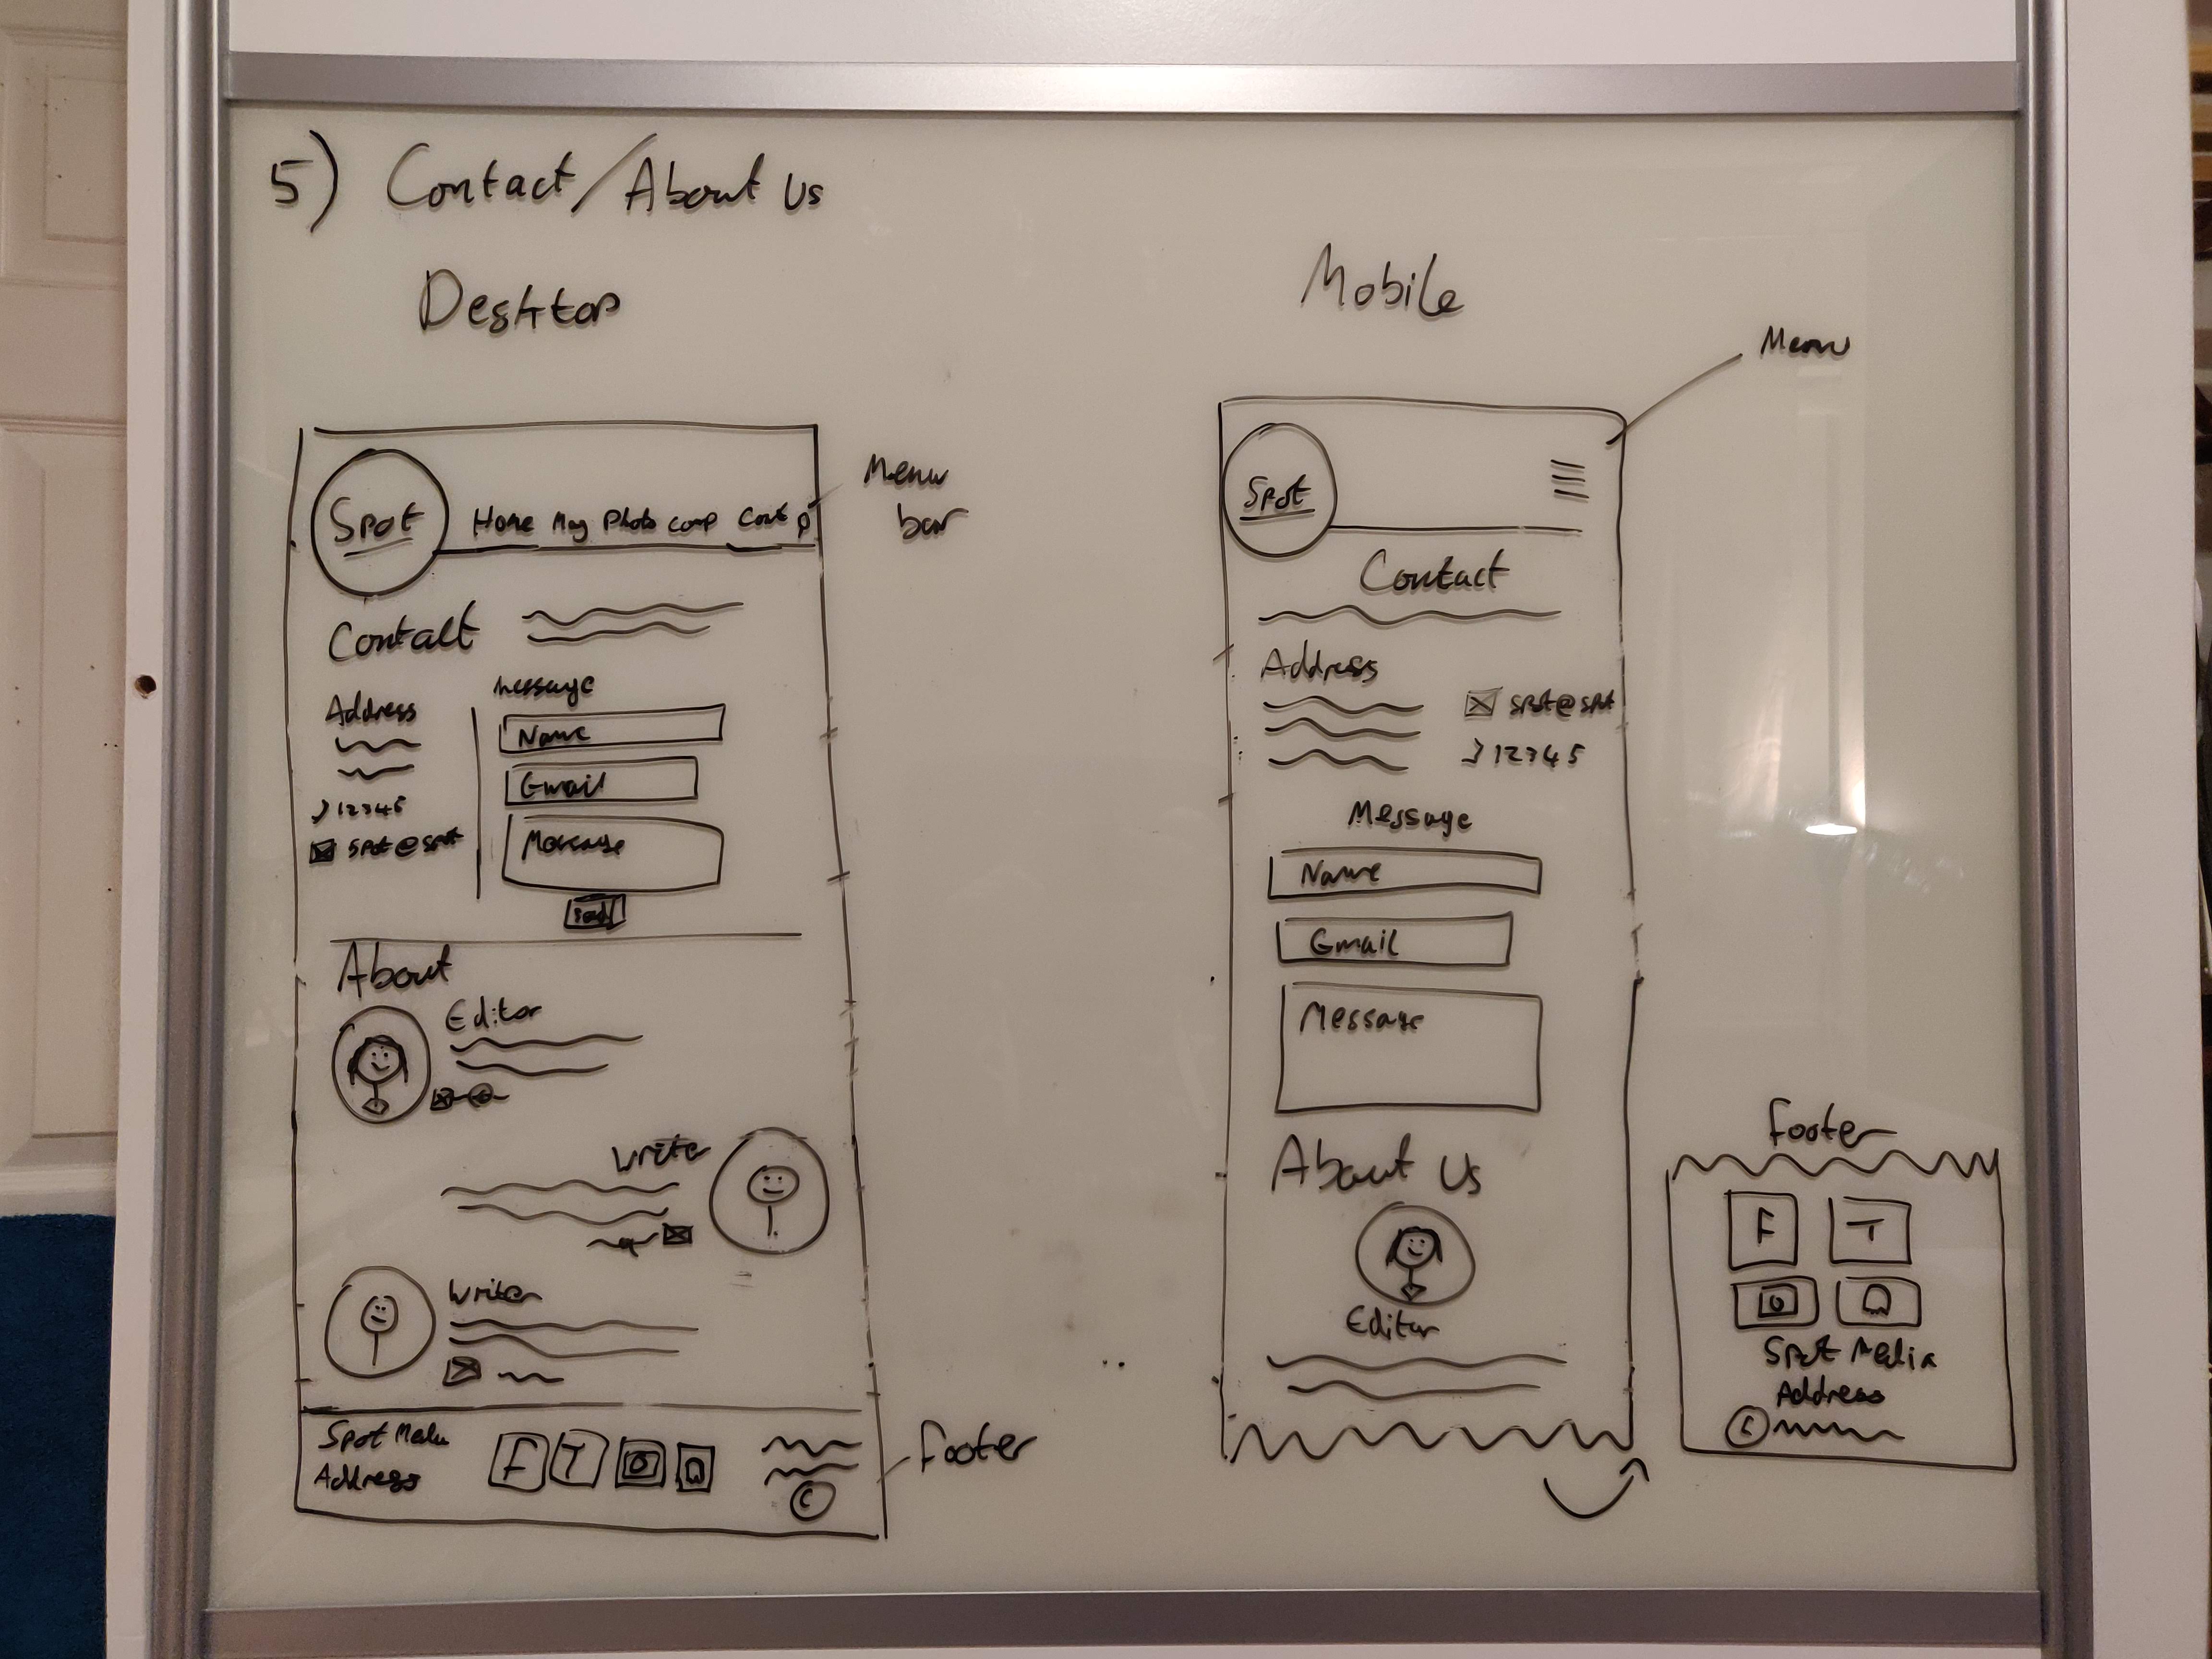 5) Contact/About Us
Desktop
Spot
Home Mag Photo comp Cont
Menu
bar
Contact
Address
12345
spot@spot
Message
Name
Email
Message
Send
About
Editor
Writer
Writer
Spot Media
Address
F T
C
Footer
Mobile
Menu
Spot
Contact
Address
spot@spot
12345
Message
Name
Gmail
Message
About Us
Editor
Footer
F T
Spot Media
Address
C